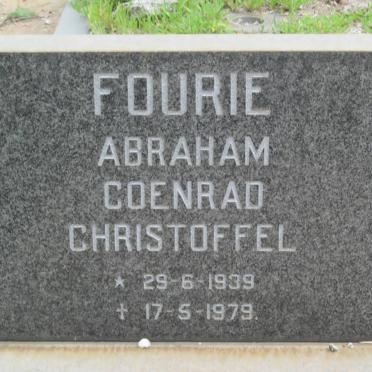 FOURIE
ABRAHAM
COENRAD
CHRISTOFFEL
* 29-6-1939
† 17-5-1979.